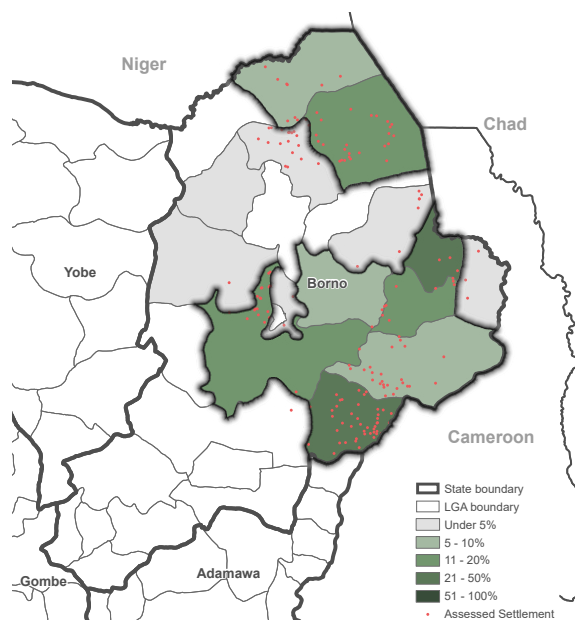 Niger
Chad
Yobe
Borno
Cameroon
State boundary
LGA boundary
Under 5%
5 - 10%
11 - 20%
21 - 50%
51 - 100%
Assessed Settlement
Gombe
Adamawa